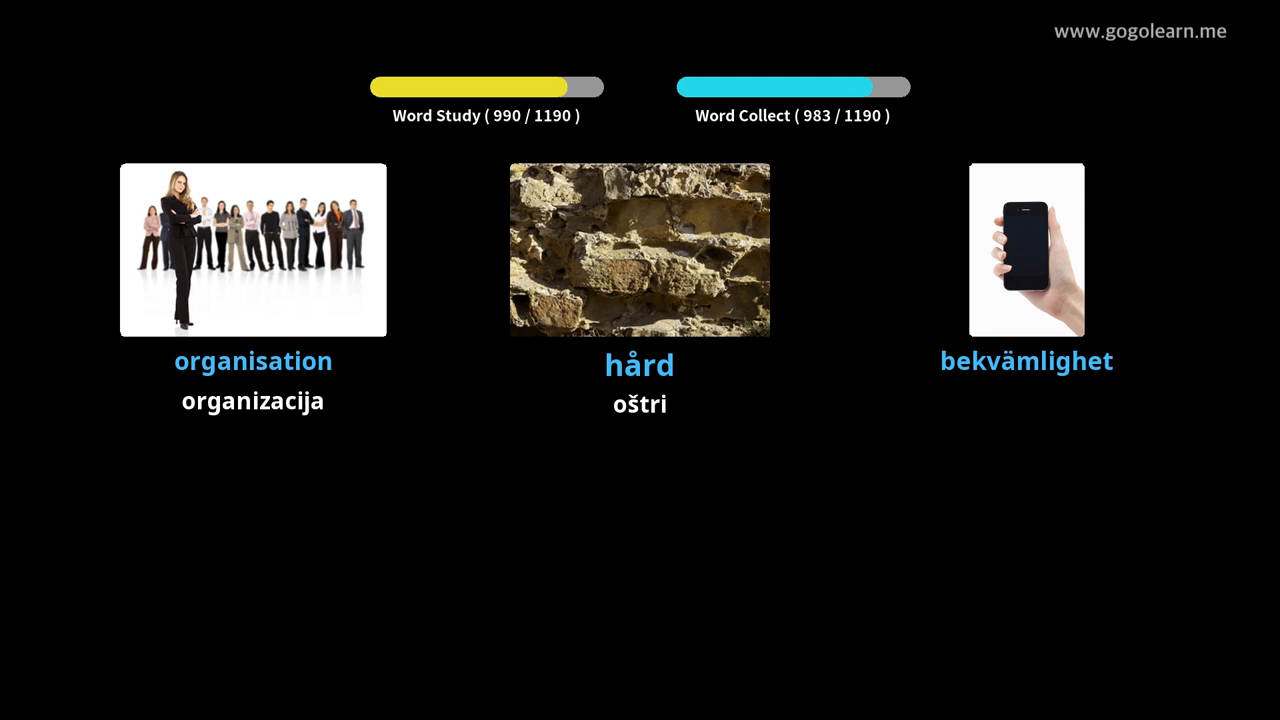 www.gogolearn.me
Word Study ( 990 / 1190 )
Word Collect ( 983 / 1190 )
organisation
hård
bekvämlighet
organizacija
oštri